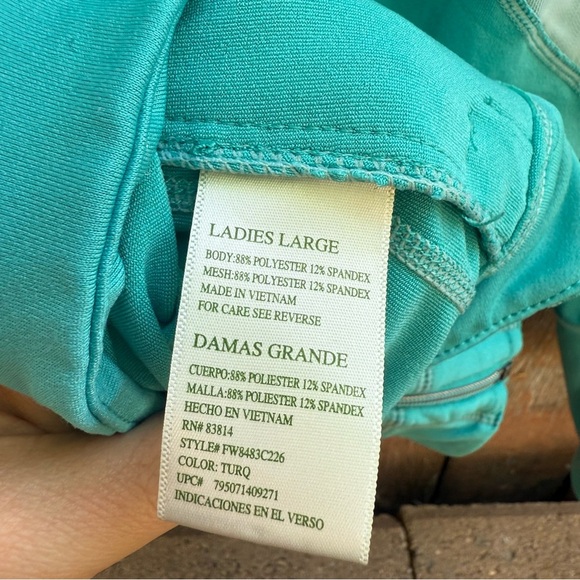 LADIES LARGE
BODY:88% POLYESTER 12% SPANDEX
MESH:88% POLYESTER 12% SPANDEX
MADE IN VIETNAM
FOR CARE SEE REVERSE
DAMAS GRANDE
CUERPO:88% POLIESTER 12% SPANDEX
MALLA:88% POLIESTER 12% SPANDEX
HECHO EN VIETNAM
RN# 83814
STYLE# FW8483C226
COLOR: TURQ
UPC# 795071409271
INDICACIONES EN EL VERSO